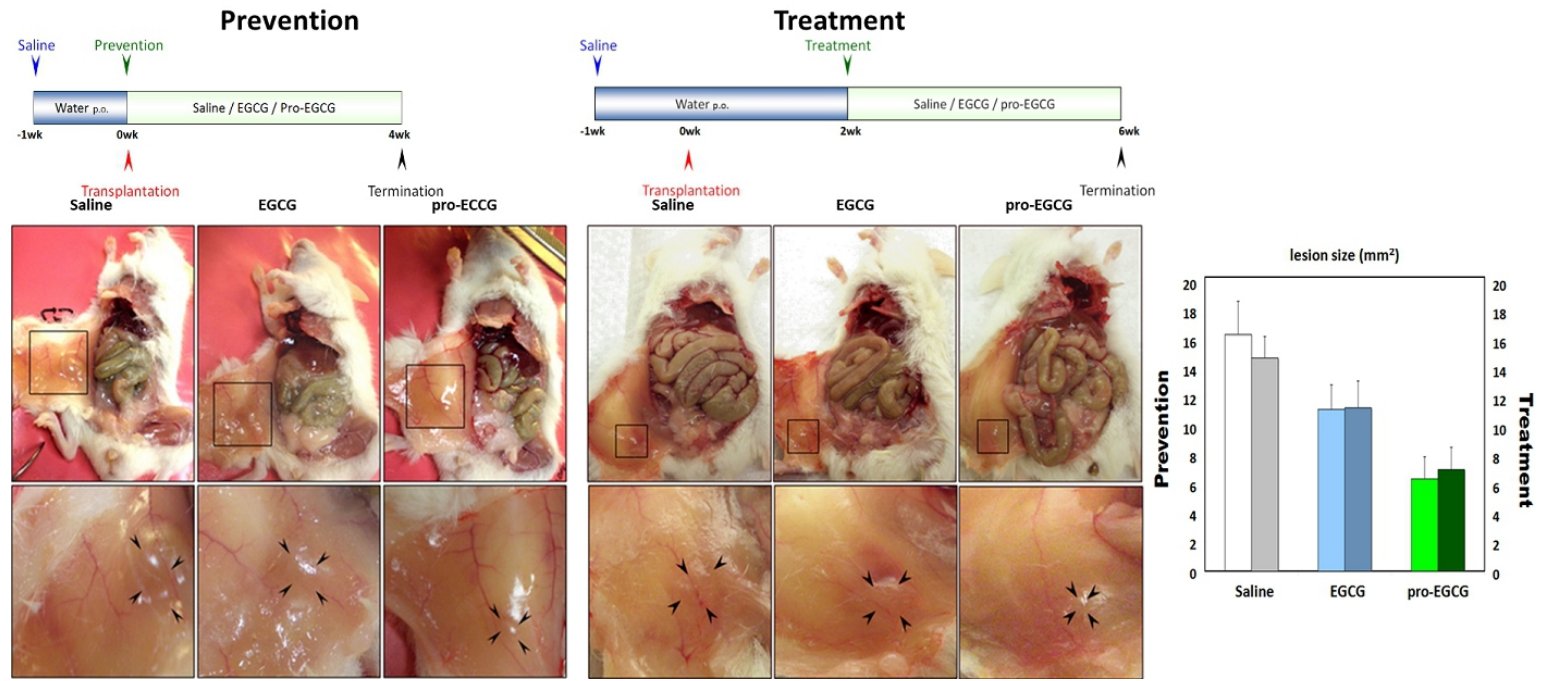 Prevention
Saline
Prevention
Water p.o.
Saline / EGCG / Pro-EGCG
-1wk
0wk
4wk
Transplantation
Termination
Saline
EGCG
pro-ECCG
Treatment
Saline
Treatment
Water p.o.
Saline / EGCG / pro-EGCG
-1wk
0wk
2wk
6wk
Transplantation
Termination
Saline
EGCG
pro-EGCG
lesion size (mm²)
Prevention
20
18
16
14
12
10
8
6
4
2
0
20
18
16
14
12
10
8
6
4
2
0
Treatment
Saline
EGCG
pro-EGCG